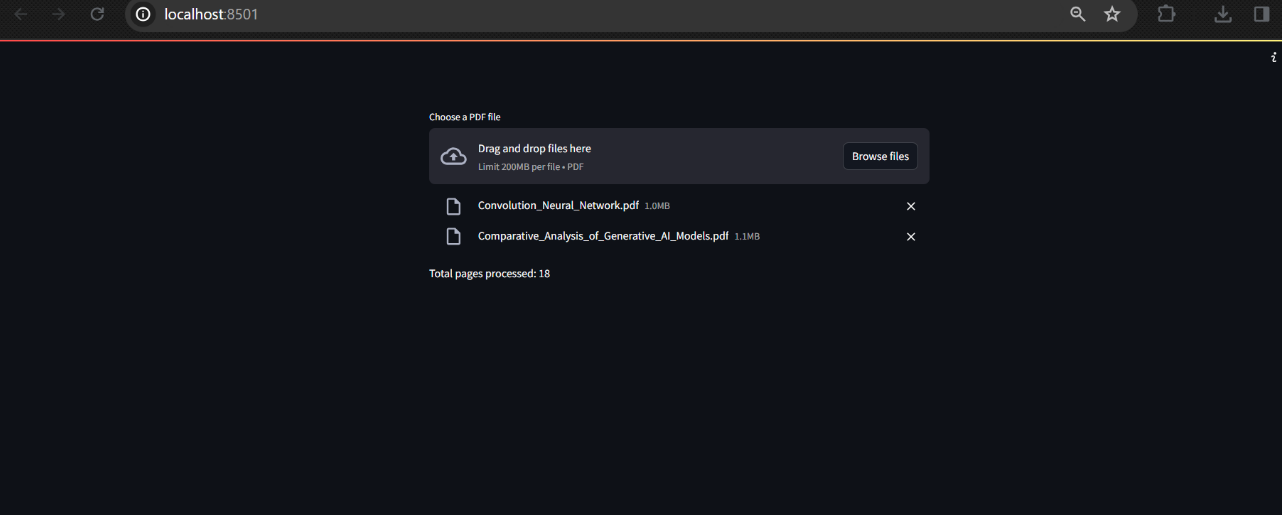 localhost:8501
Choose a PDF file
Drag and drop files here
Limit 200MB per file • PDF
Browse files
Convolution_Neural_Network.pdf 1.0MB
Comparative_Analysis_of_Generative_AI_Models.pdf 1.1MB
Total pages processed: 18